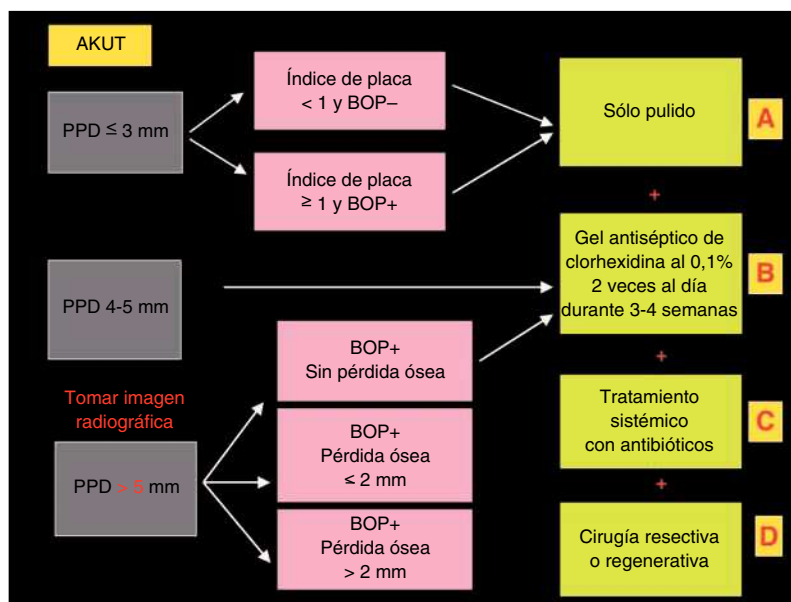 AKUT
PPD ≤ 3 mm
Índice de placa
< 1 y BOP–
Índice de placa
≥ 1 y BOP+
Sólo pulido
A
+
PPD 4-5 mm
Gel antiséptico de
clorhexidina al 0,1%
2 veces al día
durante 3-4 semanas
B
+
Tomar imagen
radiográfica
PPD > 5 mm
BOP+
Sin pérdida ósea
BOP+
Pérdida ósea
≤ 2 mm
BOP+
Pérdida ósea
> 2 mm
Tratamiento
sistémico
con antibióticos
C
+
Cirugía resectiva
o regenerativa
D